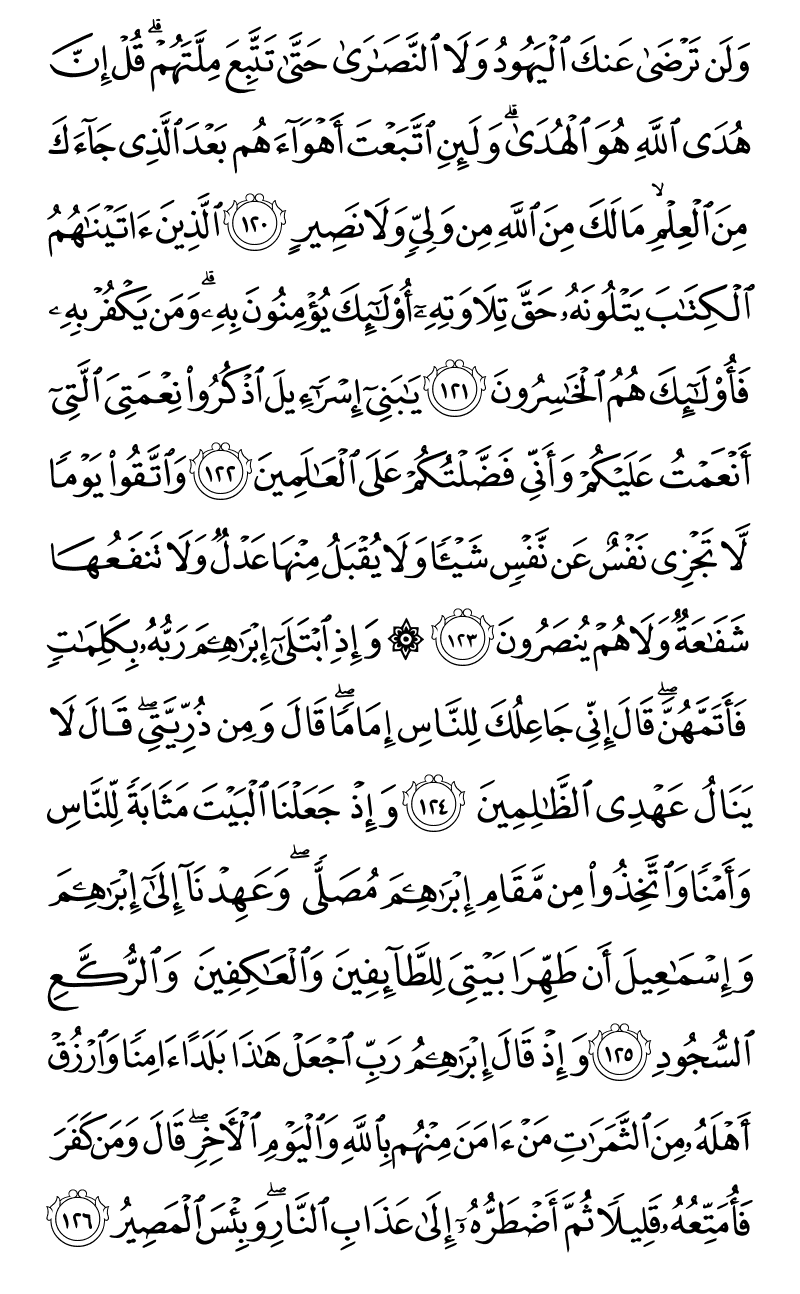 وَلَن تَرْضَىٰ عَنكَ ٱلْيَهُودُ وَلَا ٱلنَّصَـٰرَىٰ حَتَّىٰ تَتَّبِعَ مِلَّتَهُمْ ۗ قُلْ إِنَّ
هُدَى ٱللَّهِ هُوَ ٱلْهُدَىٰ ۗ وَلَئِنِ ٱتَّبَعْتَ أَهْوَآءَهُم بَعْدَ ٱلَّذِى جَآءَكَ
مِنَ ٱلْعِلْمِ ۙ مَا لَكَ مِنَ ٱللَّهِ مِن وَلِىٍّ وَلَا نَصِيرٍ ١٢٠ ٱلَّذِينَ ءَاتَيْنَـٰهُمُ
ٱلْكِتَـٰبَ يَتْلُونَهُۥ حَقَّ تِلَاوَتِهِۦٓ أُو۟لَـٰٓئِكَ يُؤْمِنُونَ بِهِۦ ۗ وَمَن يَكْفُرْ بِهِۦ
فَأُو۟لَـٰٓئِكَ هُمُ ٱلْخَـٰسِرُونَ ١٢١ يَـٰبَنِىٓ إِسْرَٰٓءِيلَ ٱذْكُرُوا۟ نِعْمَتِىَ ٱلَّتِىٓ
أَنْعَمْتُ عَلَيْكُمْ وَأَنِّى فَضَّلْتُكُمْ عَلَى ٱلْعَـٰلَمِينَ ١٢٢ وَٱتَّقُوا۟ يَوْمًا
لَّا تَجْزِى نَفْسٌ عَن نَّفْسٍ شَيْـًٔا وَلَا يُقْبَلُ مِنْهَا عَدْلٌ وَلَا تَنفَعُهَا
شَفَـٰعَةٌ وَلَا هُمْ يُنصَرُونَ ١٢٣ ۞ وَإِذِ ٱبْتَلَىٰٓ إِبْرَٰهِـۧمَ رَبُّهُۥ بِكَلِمَـٰتٍ
فَأَتَمَّهُنَّ ۖ قَالَ إِنِّى جَاعِلُكَ لِلنَّاسِ إِمَامًا ۖ قَالَ وَمِن ذُرِّيَّتِى ۖ قَالَ لَا
يَنَالُ عَهْدِى ٱلظَّـٰلِمِينَ ١٢٤ وَإِذْ جَعَلْنَا ٱلْبَيْتَ مَثَابَةً لِّلنَّاسِ
وَأَمْنًا وَٱتَّخِذُوا۟ مِن مَّقَامِ إِبْرَٰهِـۧمَ مُصَلًّى ۖ وَعَهِدْنَآ إِلَىٰٓ إِبْرَٰهِـۧمَ
وَإِسْمَـٰعِيلَ أَن طَهِّرَا بَيْتِىَ لِلطَّآئِفِينَ وَٱلْعَـٰكِفِينَ وَٱلرُّكَّعِ
ٱلسُّجُودِ ١٢٥ وَإِذْ قَالَ إِبْرَٰهِـۧمُ رَبِّ ٱجْعَلْ هَـٰذَا بَلَدًا ءَامِنًا وَٱرْزُقْ
أَهْلَهُۥ مِنَ ٱلثَّمَرَٰتِ مَنْ ءَامَنَ مِنْهُم بِٱللَّهِ وَٱلْيَوْمِ ٱلْـَٔاخِرِ ۖ قَالَ وَمَن كَفَرَ
فَأُمَتِّعُهُۥ قَلِيلًا ثُمَّ أَضْطَرُّهُۥٓ إِلَىٰ عَذَابِ ٱلنَّارِ ۖ وَبِئْسَ ٱلْمَصِيرُ ١٢٦